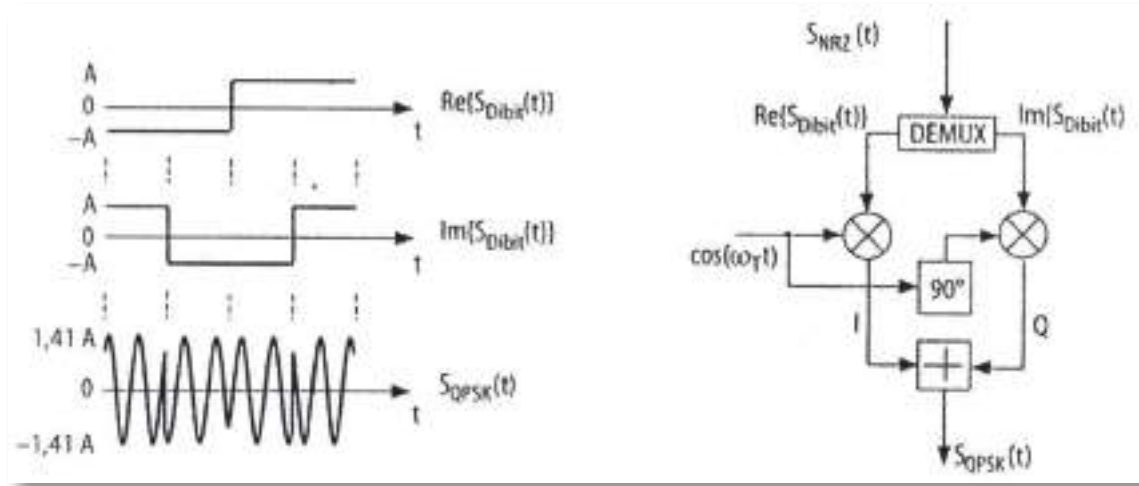 A
0
−A
t
Re{S_Dibit(t)}
A
0
−A
t
Im{S_Dibit(t)}
1,41 A
0
−1,41 A
t
S_QPSK(t)
S_NRZ (t)
Re{S_Dibit(t)}
Im{S_Dibit(t)
DEMUX
cos(ω_T t)
90°
I
Q
+
S_QPSK(t)